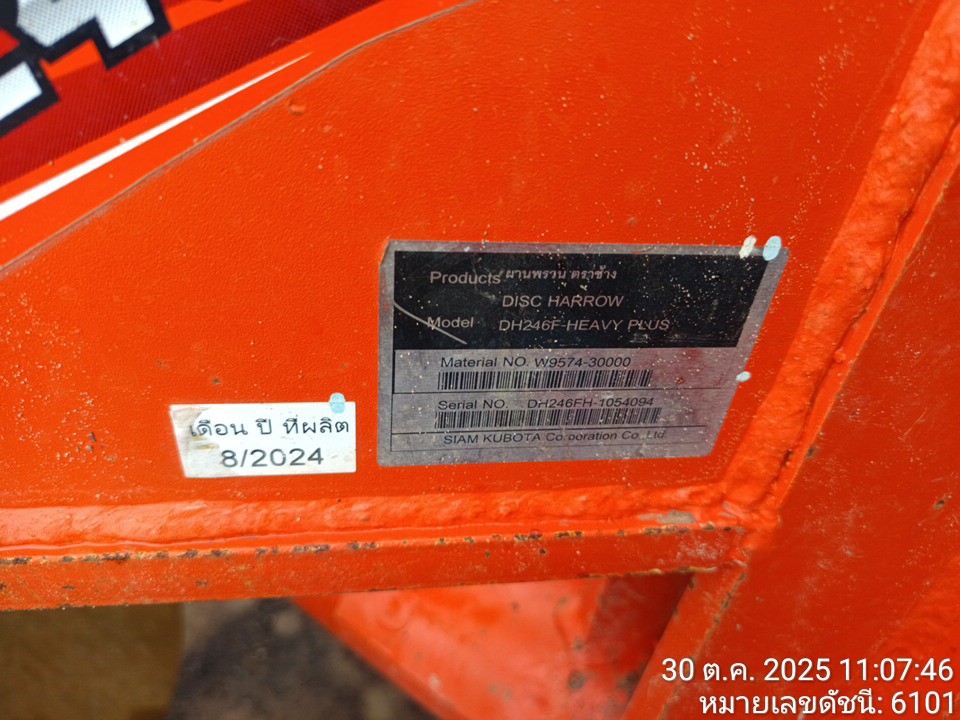 Products ผานพรวน ตราช้าง
DISC HARROW
Model DH246F-HEAVY PLUS
Material NO. W9574-30000
Serial NO. DH246FH-1054094
SIAM KUBOTA Corporation Co.,Ltd.
เดือน ปี ที่ผลิต
8/2024
30 ต.ค. 2025 11:07:46
หมายเลขดัชนี: 6101